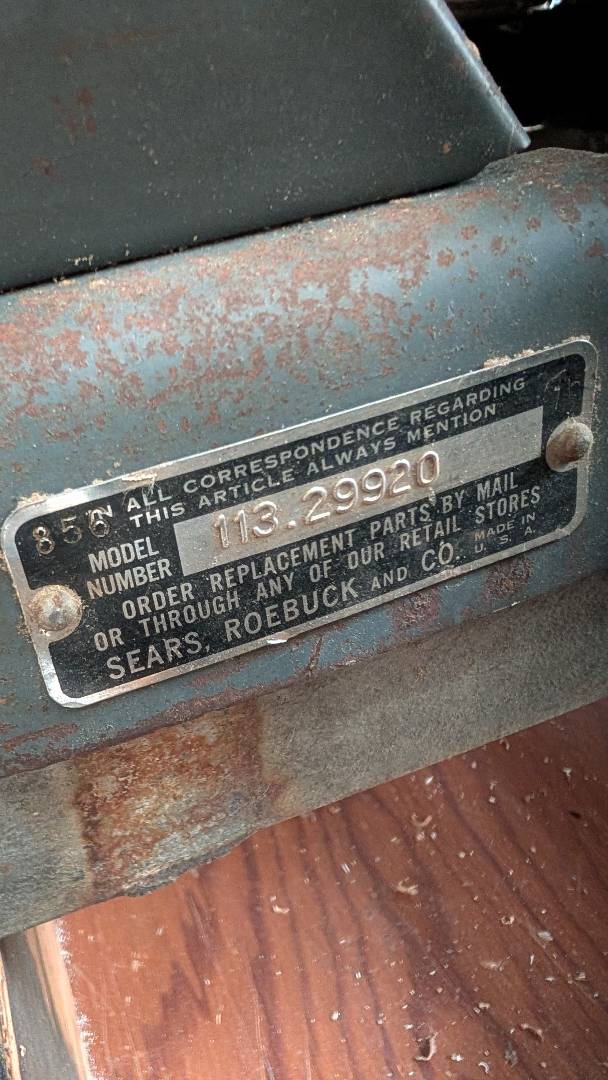 IN ALL CORRESPONDENCE REGARDING
THIS ARTICLE ALWAYS MENTION
856
MODEL NUMBER 113.29920
ORDER REPLACEMENT PARTS BY MAIL
OR THROUGH ANY OF OUR RETAIL STORES
SEARS, ROEBUCK AND CO. MADE IN U.S.A.